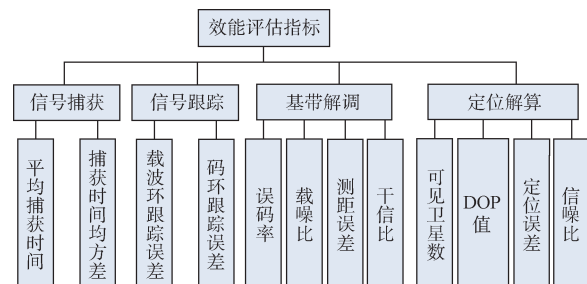 效能评估指标
信号捕获
信号跟踪
基带解调
定位解算
平均捕获时间
捕获时间均方差
载波环跟踪误差
码环跟踪误差
误码率
载噪比
测距误差
干信比
可见卫星数
DOP
值
定位误差
信噪比